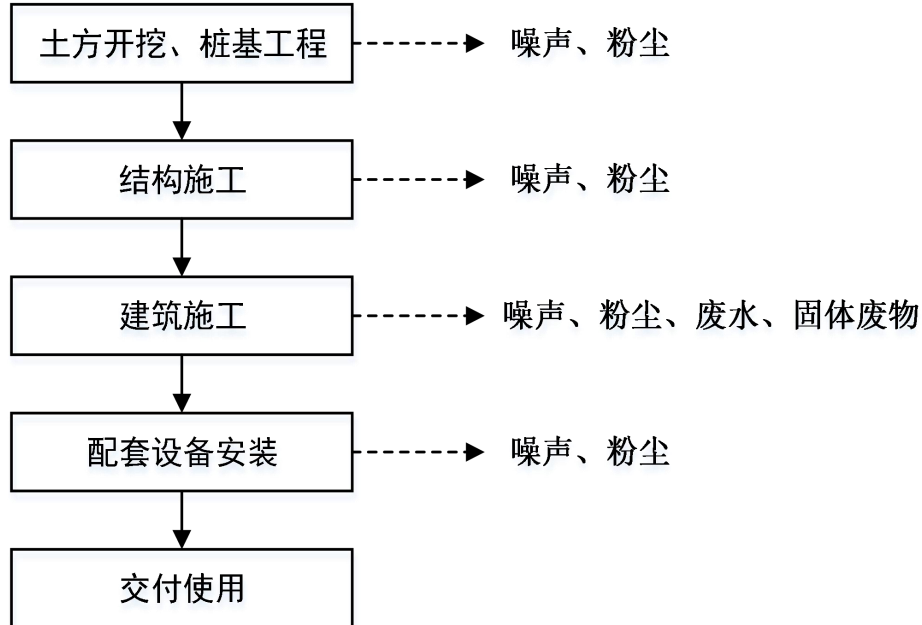 土方开挖、桩基工程
噪声、粉尘
结构施工
噪声、粉尘
建筑施工
噪声、粉尘、废水、固体废物
配套设备安装
噪声、粉尘
交付使用